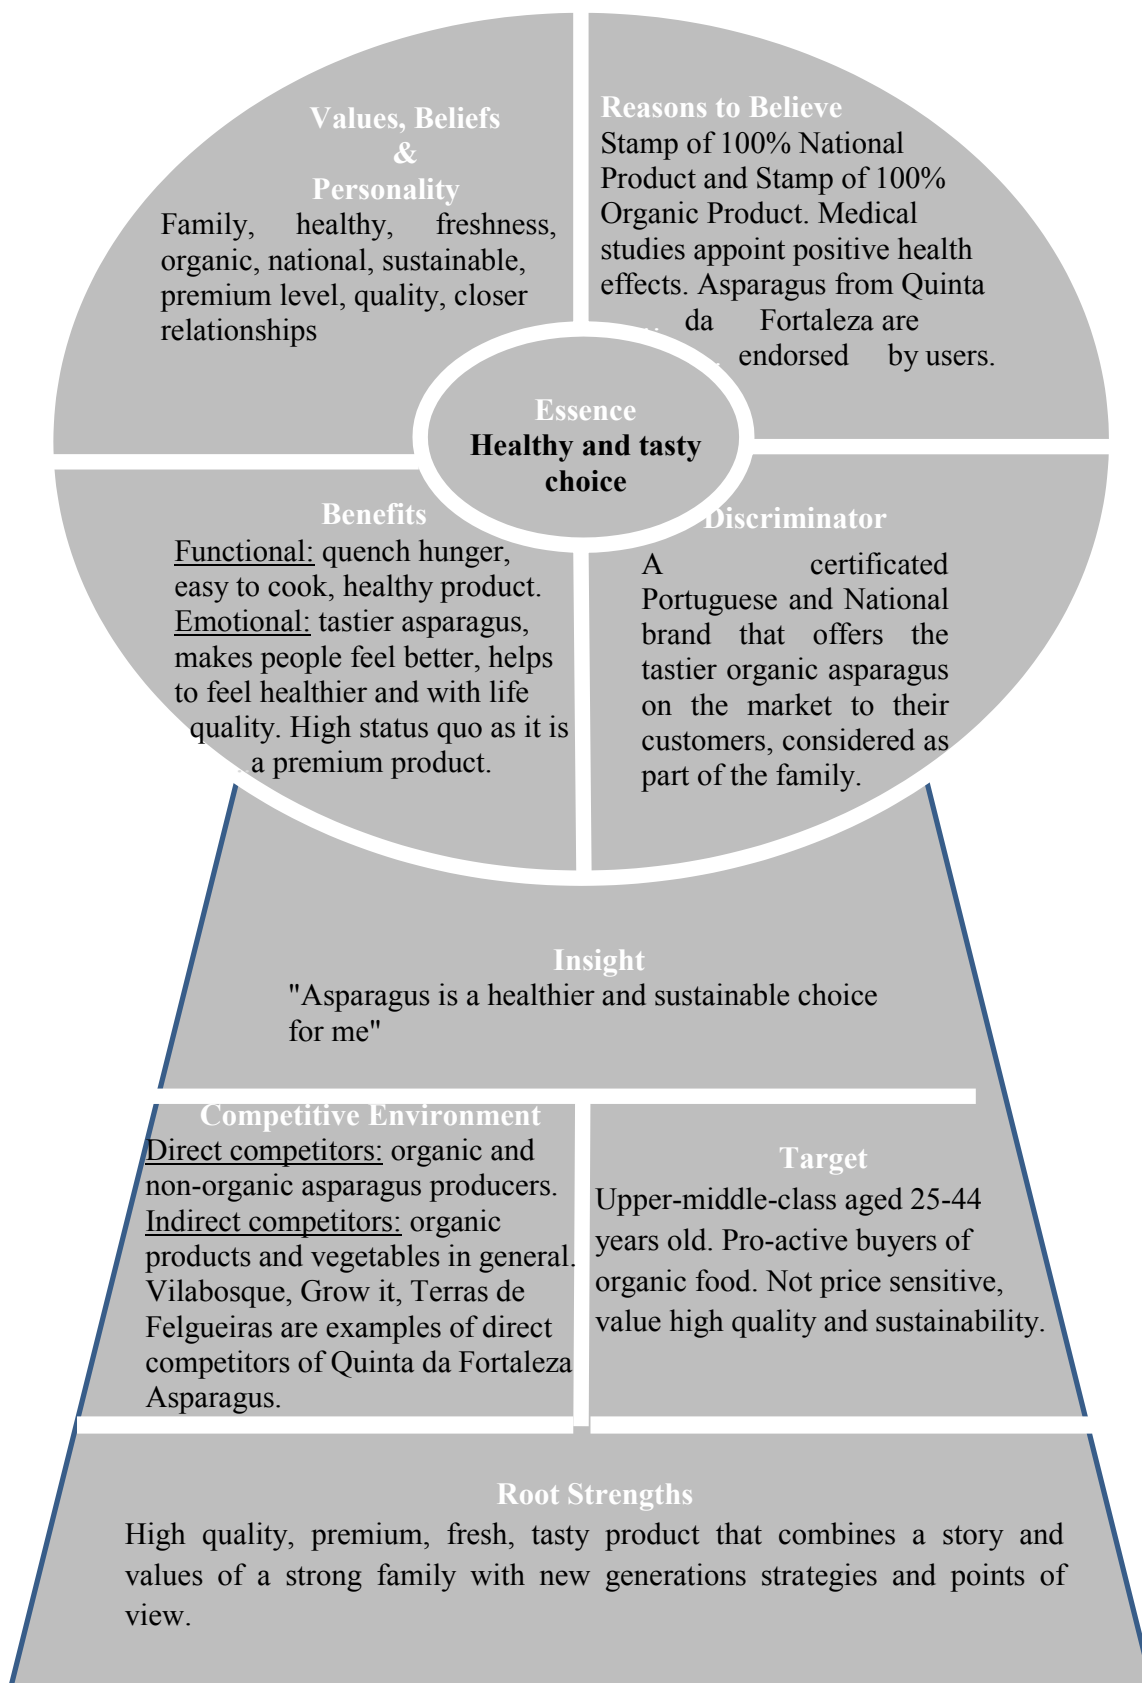 Values, Beliefs
&
Personality
Family, healthy, freshness,
organic, national, sustainable,
premium level, quality, closer
relationships
Reasons to Believe
Stamp of 100% National
Product and Stamp of 100%
Organic Product. Medical
studies appoint positive health
effects. Asparagus from Quinta
da Fortaleza are
endorsed by users.
Essence
Healthy and tasty
choice
Benefits
Functional: quench hunger,
easy to cook, healthy product.
Emotional: tastier asparagus,
makes people feel better, helps
to feel healthier and with life
quality. High status quo as it is
a premium product.
Discriminator
A certificated
Portuguese and National
brand that offers the
tastier organic asparagus
on the market to their
customers, considered as
part of the family.
Insight
"Asparagus is a healthier and sustainable choice
for me"
Competitive Environment
Direct competitors: organic and
non-organic asparagus producers.
Indirect competitors: organic
products and vegetables in general.
Vilabosque, Grow it, Terras de
Felgueiras are examples of direct
competitors of Quinta da Fortaleza
Asparagus.
Target
Upper-middle-class aged 25-44
years old. Pro-active buyers of
organic food. Not price sensitive,
value high quality and sustainability.
Root Strengths
High quality, premium, fresh, tasty product that combines a story and
values of a strong family with new generations strategies and points of
view.